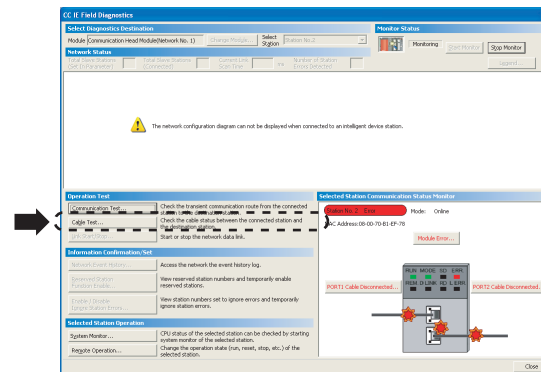 CC IE Field Diagnostics
Select Diagnostics Destination
Module Communication Head Module(Network No. 1) Change Module... Select Station Station No.2
Monitor Status
Monitoring Start Monitor Stop Monitor
Network Status
Total Slave Stations (Set In Parameter) Total Slave Stations (Connected) Current Link Scan Time ms Number of Station Errors Detected Legend...
The network configuration diagram can not be displayed when connected to an intelligent device station.
Operation Test
Communication Test... Check the transient communication route from the connected station to the destination station.
Cable Test... Check the cable status between the connected station and the destination station.
Link Start/Stop... Start or stop the network data link.
Information Confirmation/Set
Network Event History... Access the network the event history log.
Reserved Station Function Enable... View reserved station numbers and temporarily enable reserved stations.
Enable / Disable Ignore Station Errors... View station numbers set to ignore errors and temporarily ignore station errors.
Selected Station Operation
System Monitor... CPU status of the selected station can be checked by starting system monitor of the selected station.
Remote Operation... Change the operation state (run, reset, stop, etc.) of the selected station.
Selected Station Communication Status Monitor
Station No. 2 Error Mode: Online
MAC Address:08-00-70-B1-EF-78
Module Error...
RUN MODE SD ERR.
REM D LINK RD L ERR.
PORT1 Cable Disconnected... PORT2 Cable Disconnected...
Close